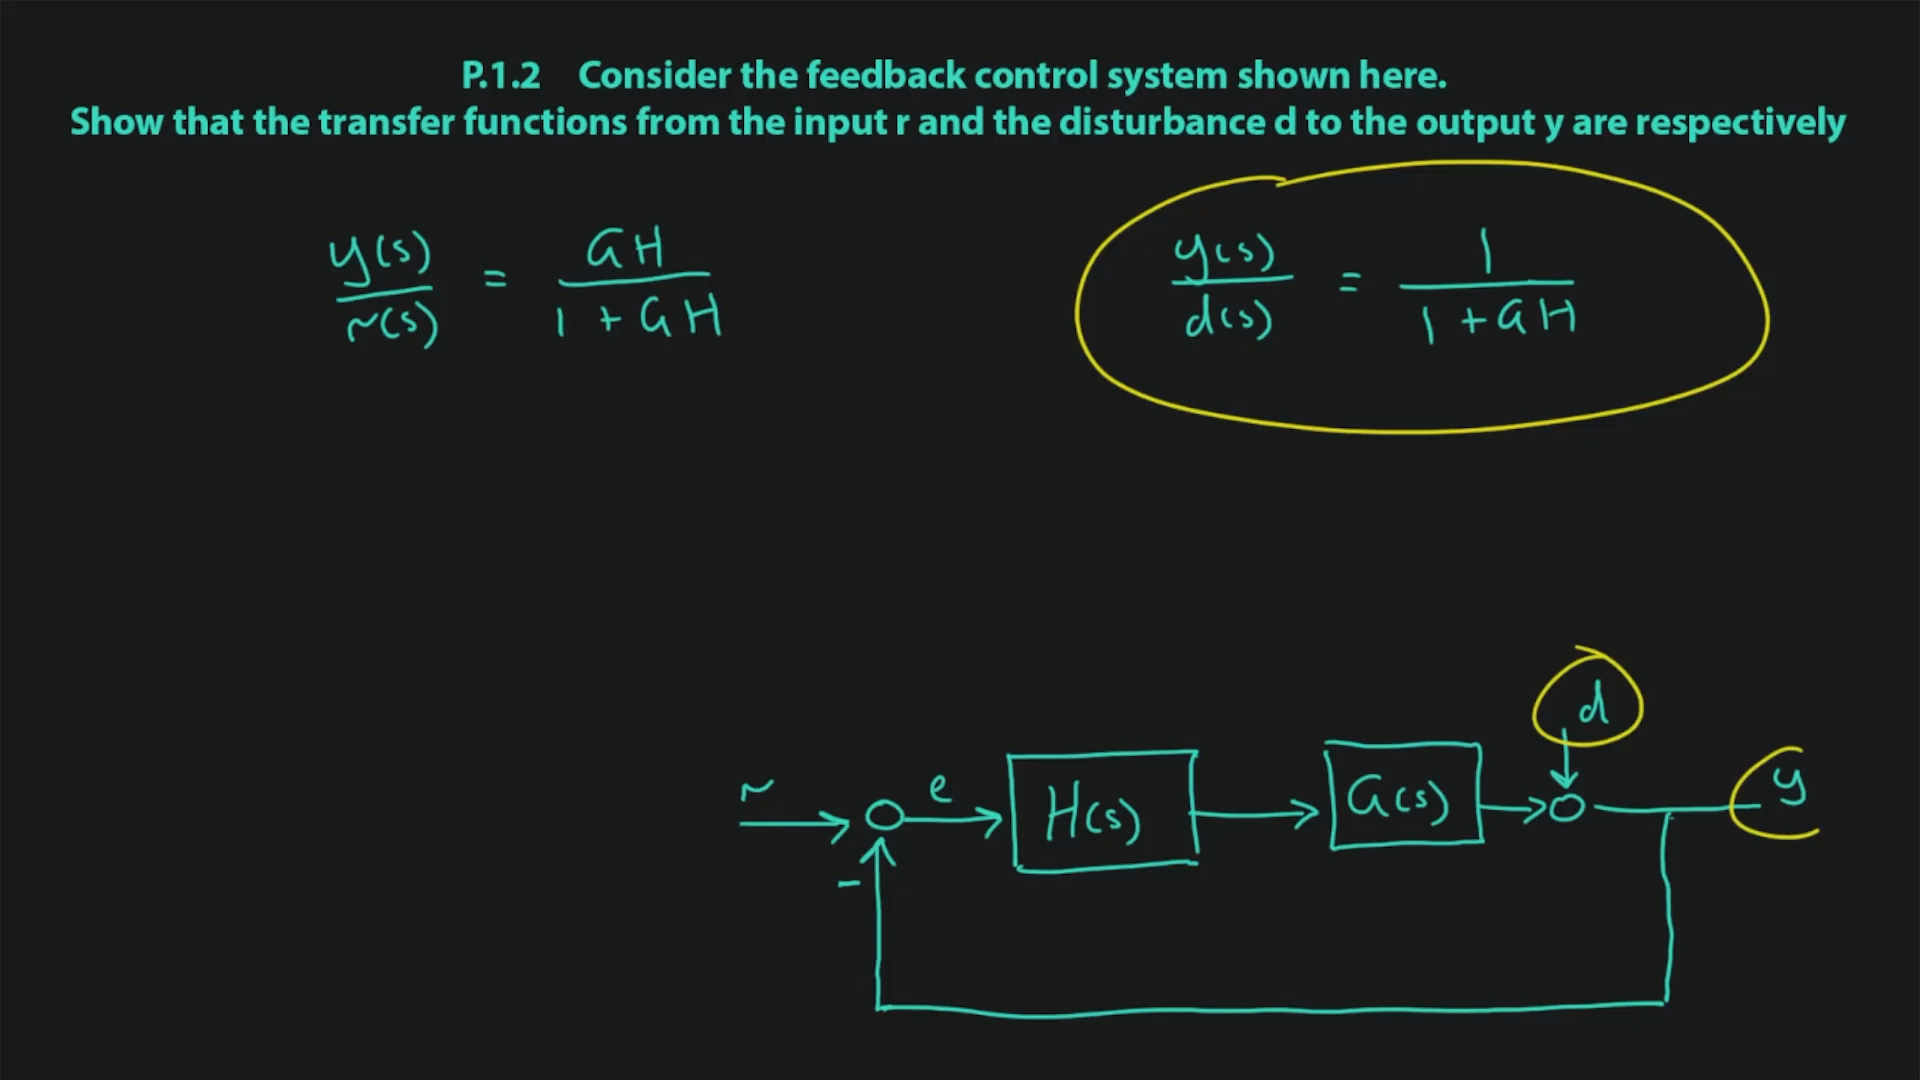 P.1.2 Consider the feedback control system shown here.
Show that the transfer functions from the input r and the disturbance d to the output y are respectively
y(s)/r(s) = GH/(1 + GH)
y(s)/d(s) = 1/(1 + GH)
d
r
e
H(s)
G(s)
y
-